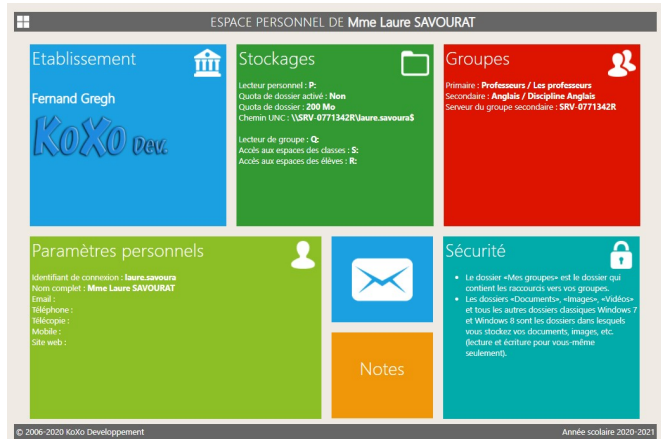 ESPACE PERSONNEL DE Mme Laure SAVOURAT
Etablissement
Fernand Gregh
KoXo Dev.
Stockages
Lecteur personnel : P:
Quota de dossier activé : Non
Quota de dossier : 200 Mo
Chemin UNC : \\SRV-0771342R\laure.savoura$
Lecteur de groupe : Q:
Accès aux espaces des classes : S:
Accès aux espaces des élèves : R:
Groupes
Primaire : Professeurs / Les professeurs
Secondaire : Anglais / Discipline Anglais
Serveur du groupe secondaire : SRV-0771342R
Paramètres personnels
Identifiant de connexion : laure.savoura
Nom complet : Mme Laure SAVOURAT
Email :
Téléphone :
Télécopie :
Mobile :
Site web :
Notes
Sécurité
• Le dossier «Mes groupes» est le dossier qui
contient les raccourcis vers vos groupes.
• Les dossiers «Documents», «Images», «Vidéos»
et tous les autres dossiers classiques Windows 7
et Windows 8 sont les dossiers dans lesquels
vous stockez vos documents, images, etc.
(lecture et écriture pour vous-même
seulement).
© 2006-2020 KoXo Developpement
Année scolaire 2020-2021